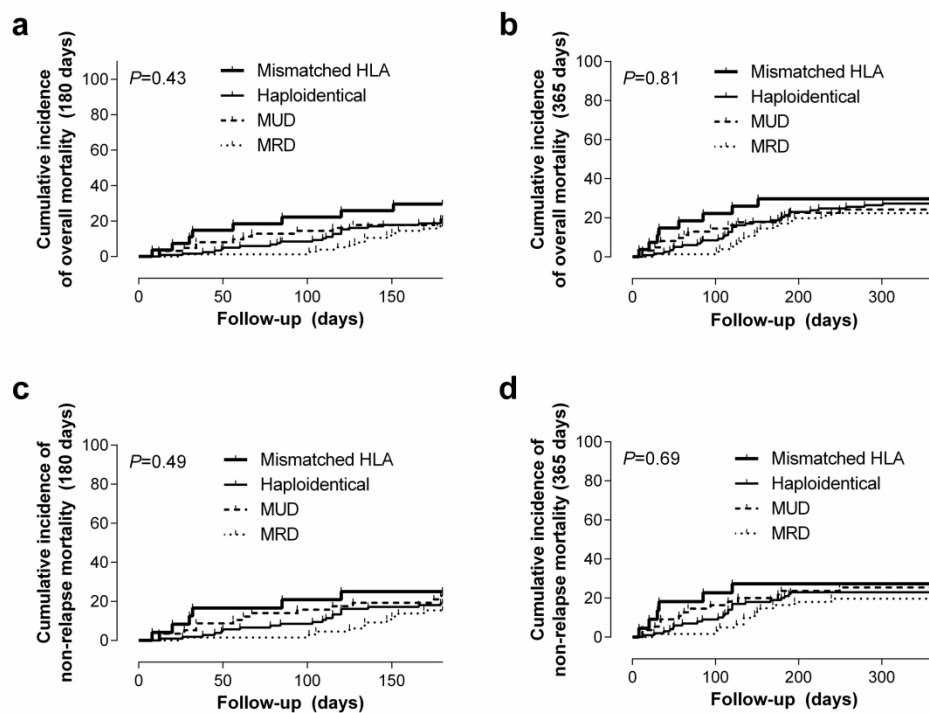 a
Cumulative incidence
of overall mortality (180 days)
P=0.43
Mismatched HLA
Haploidentical
MUD
MRD
100
80
60
40
20
0
0 50 100 150
Follow-up (days)
b
Cumulative incidence
of overall mortality (365 days)
P=0.81
Mismatched HLA
Haploidentical
MUD
MRD
100
80
60
40
20
0
0 100 200 300
Follow-up (days)
c
Cumulative incidence of
non-relapse mortality (180 days)
P=0.49
Mismatched HLA
Haploidentical
MUD
MRD
100
80
60
40
20
0
0 50 100 150
Follow-up (days)
d
Cumulative incidence of
non-relapse mortality (365 days)
P=0.69
Mismatched HLA
Haploidentical
MUD
MRD
100
80
60
40
20
0
0 100 200 300
Follow-up (days)